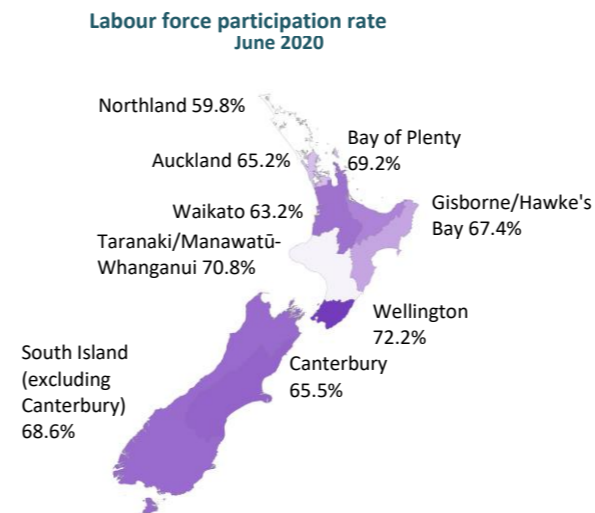 Labour force participation rate
June 2020
Northland 59.8%
Bay of Plenty
69.2%
Auckland 65.2%
Gisborne/Hawke's
Bay 67.4%
Waikato 63.2%
Taranaki/Manawatū-
Whanganui 70.8%
Wellington
72.2%
Canterbury
65.5%
South Island
(excluding
Canterbury)
68.6%